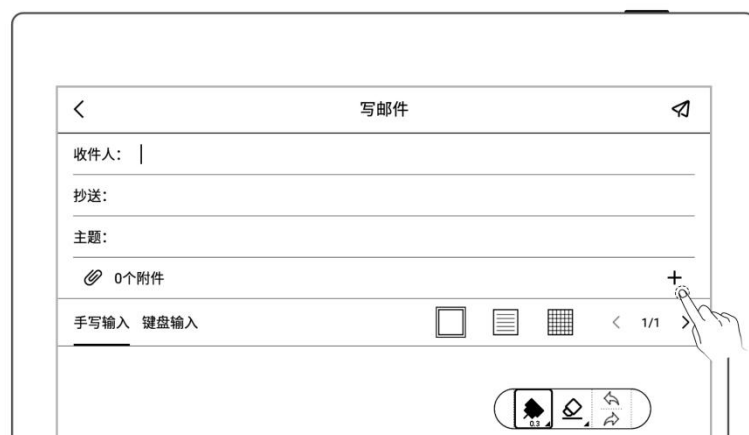 写邮件
收件人：
抄送：
主题：
0个附件
手写输入 键盘输入 1/1
0.3